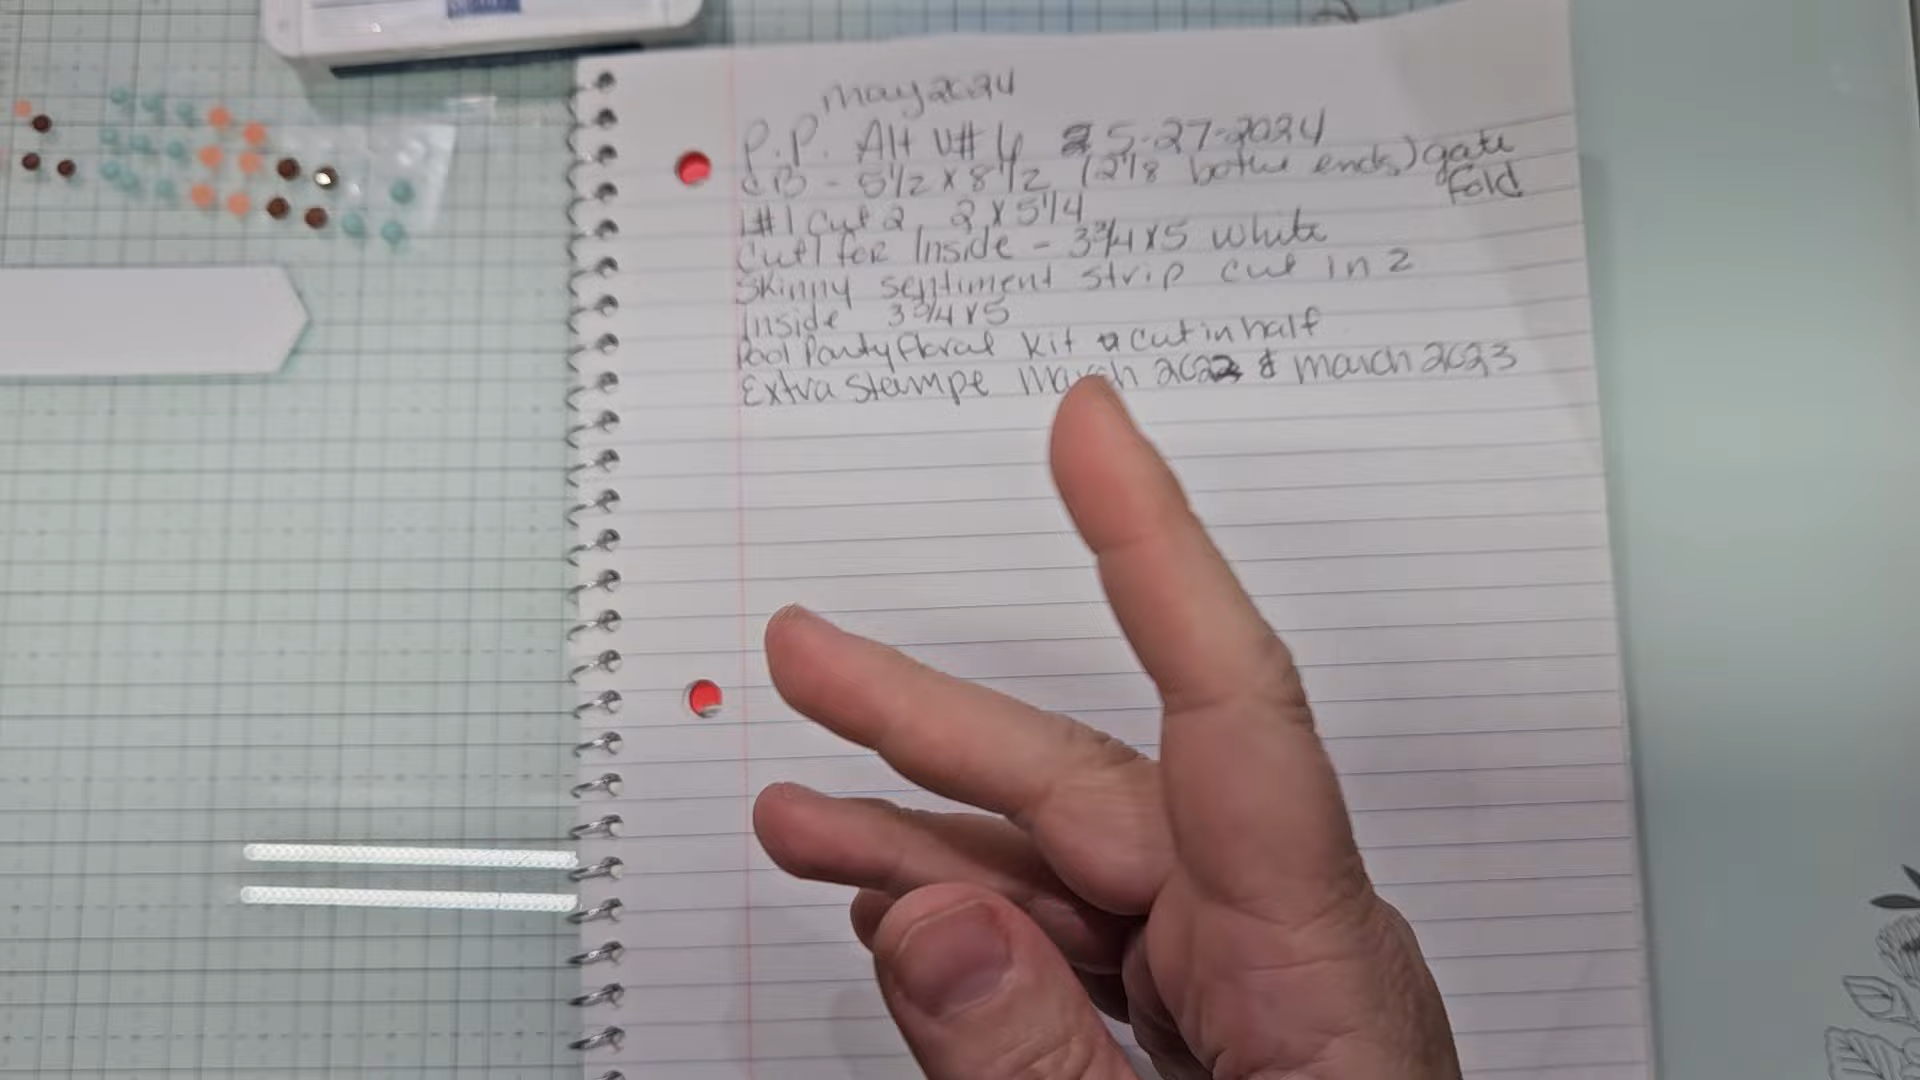 May 2024
P.P. Alt V# 4 5-27-2024
CB - 5 1/2 x 8 1/2 (2 1/8 bothe ends) gate fold
L#1 Cut 2 2 x 5 1/4
Cut 1 for Inside - 3 3/4 x 5 white
Skinny sentiment strip cut in 2
Inside 3 3/4 x 5
Pool Party Floral Kit cut in half
Extra Stampe March 2022 & March 2023